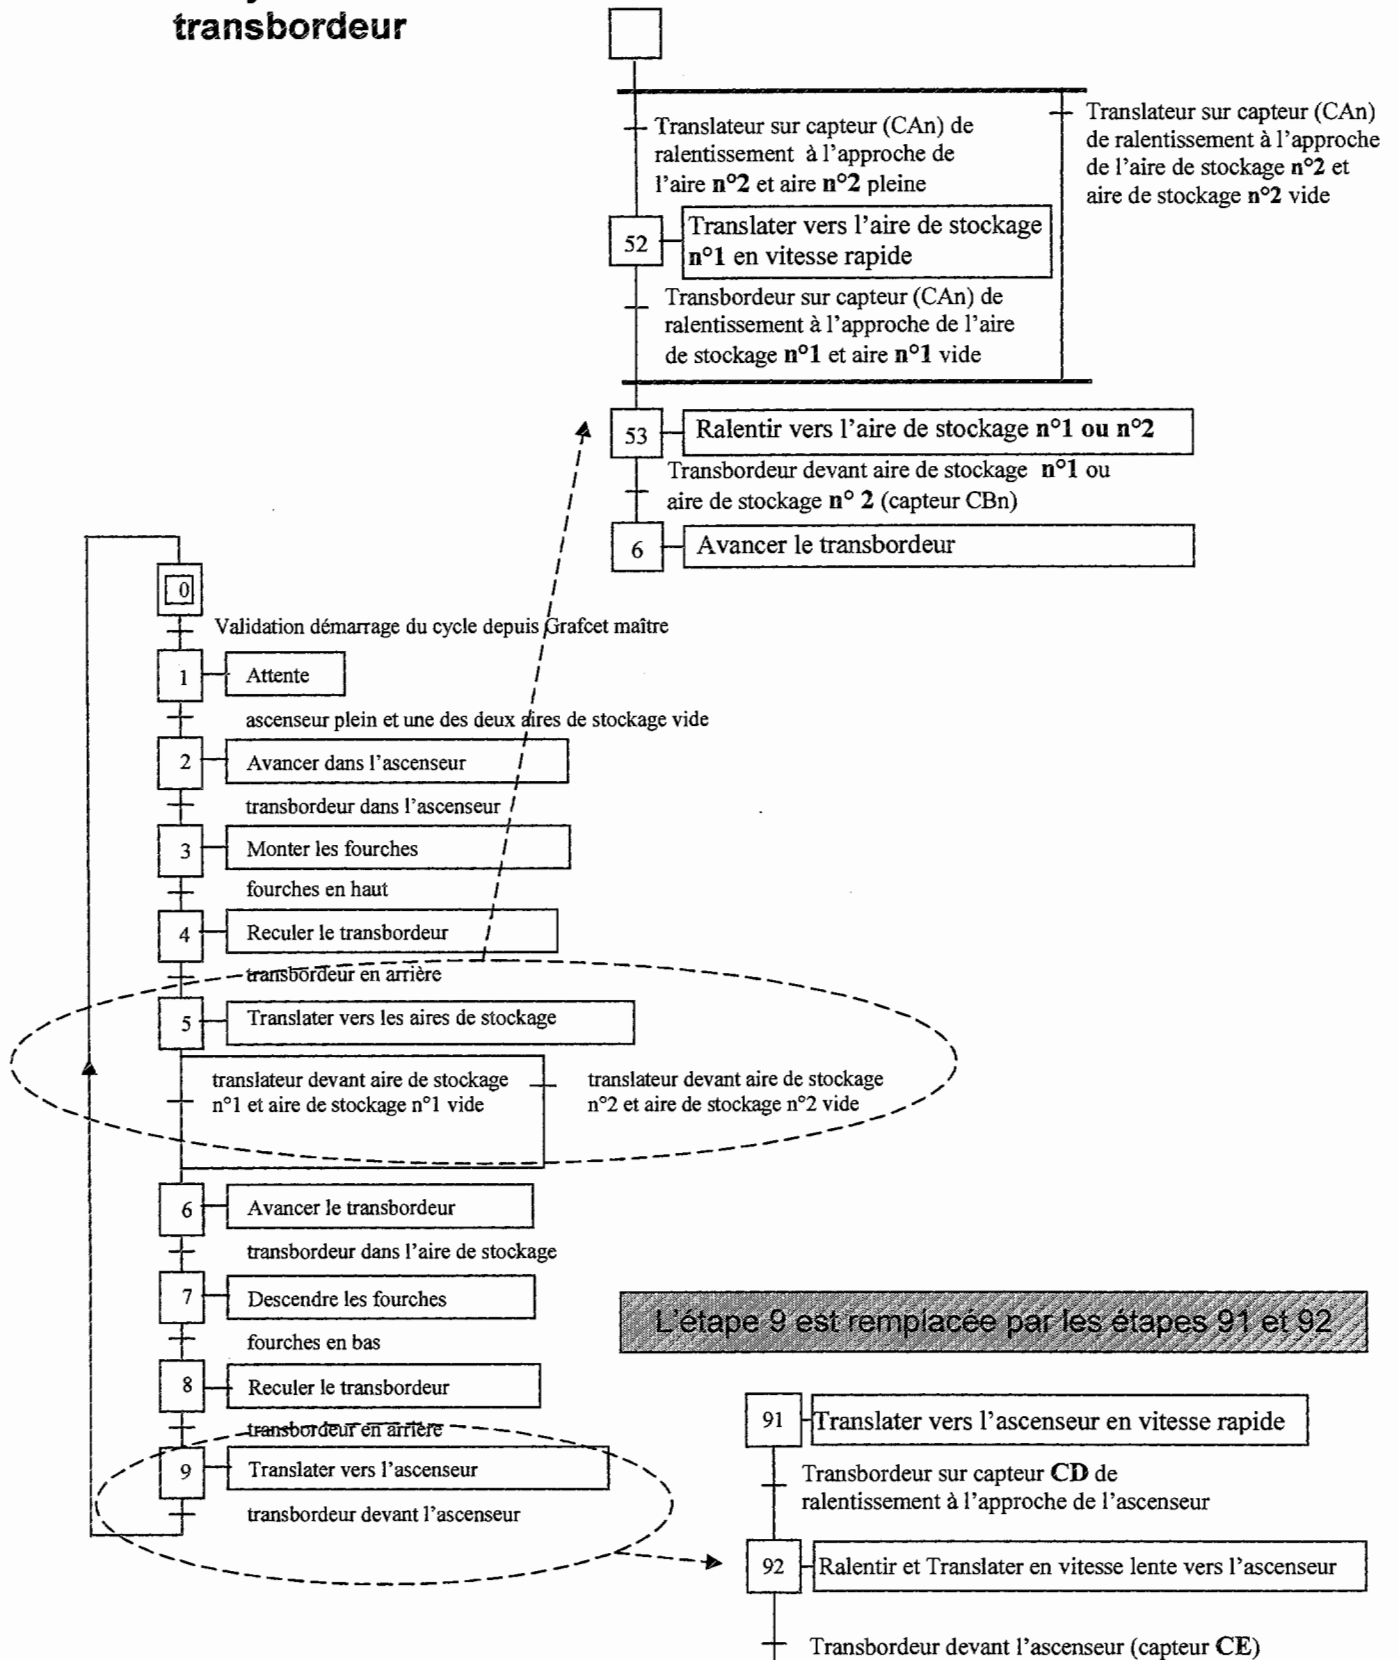 transbordeur
Translateur sur capteur (CAn) de
ralentissement à l'approche de
l'aire n°2 et aire n°2 pleine
Translateur sur capteur (CAn)
de ralentissement à l'approche
de l'aire de stockage n°2 et
aire de stockage n°2 vide
52
Translater vers l'aire de stockage
n°1 en vitesse rapide
Transbordeur sur capteur (CAn) de
ralentissement à l'approche de l'aire
de stockage n°1 et aire n°1 vide
53
Ralentir vers l'aire de stockage n°1 ou n°2
Transbordeur devant aire de stockage n°1 ou
aire de stockage n° 2 (capteur CBn)
6
Avancer le transbordeur
0
Validation démarrage du cycle depuis Grafcet maître
1
Attente
ascenseur plein et une des deux aires de stockage vide
2
Avancer dans l'ascenseur
transbordeur dans l'ascenseur
3
Monter les fourches
fourches en haut
4
Reculer le transbordeur
transbordeur en arrière
5
Translater vers les aires de stockage
translateur devant aire de stockage
n°1 et aire de stockage n°1 vide
translateur devant aire de stockage
n°2 et aire de stockage n°2 vide
6
Avancer le transbordeur
transbordeur dans l'aire de stockage
7
Descendre les fourches
fourches en bas
8
Reculer le transbordeur
transbordeur en arrière
9
Translater vers l'ascenseur
transbordeur devant l'ascenseur
L'étape 9 est remplacée par les étapes 91 et 92
91
Translater vers l'ascenseur en vitesse rapide
Transbordeur sur capteur CD de
ralentissement à l'approche de l'ascenseur
92
Ralentir et Translater en vitesse lente vers l'ascenseur
Transbordeur devant l'ascenseur (capteur CE)